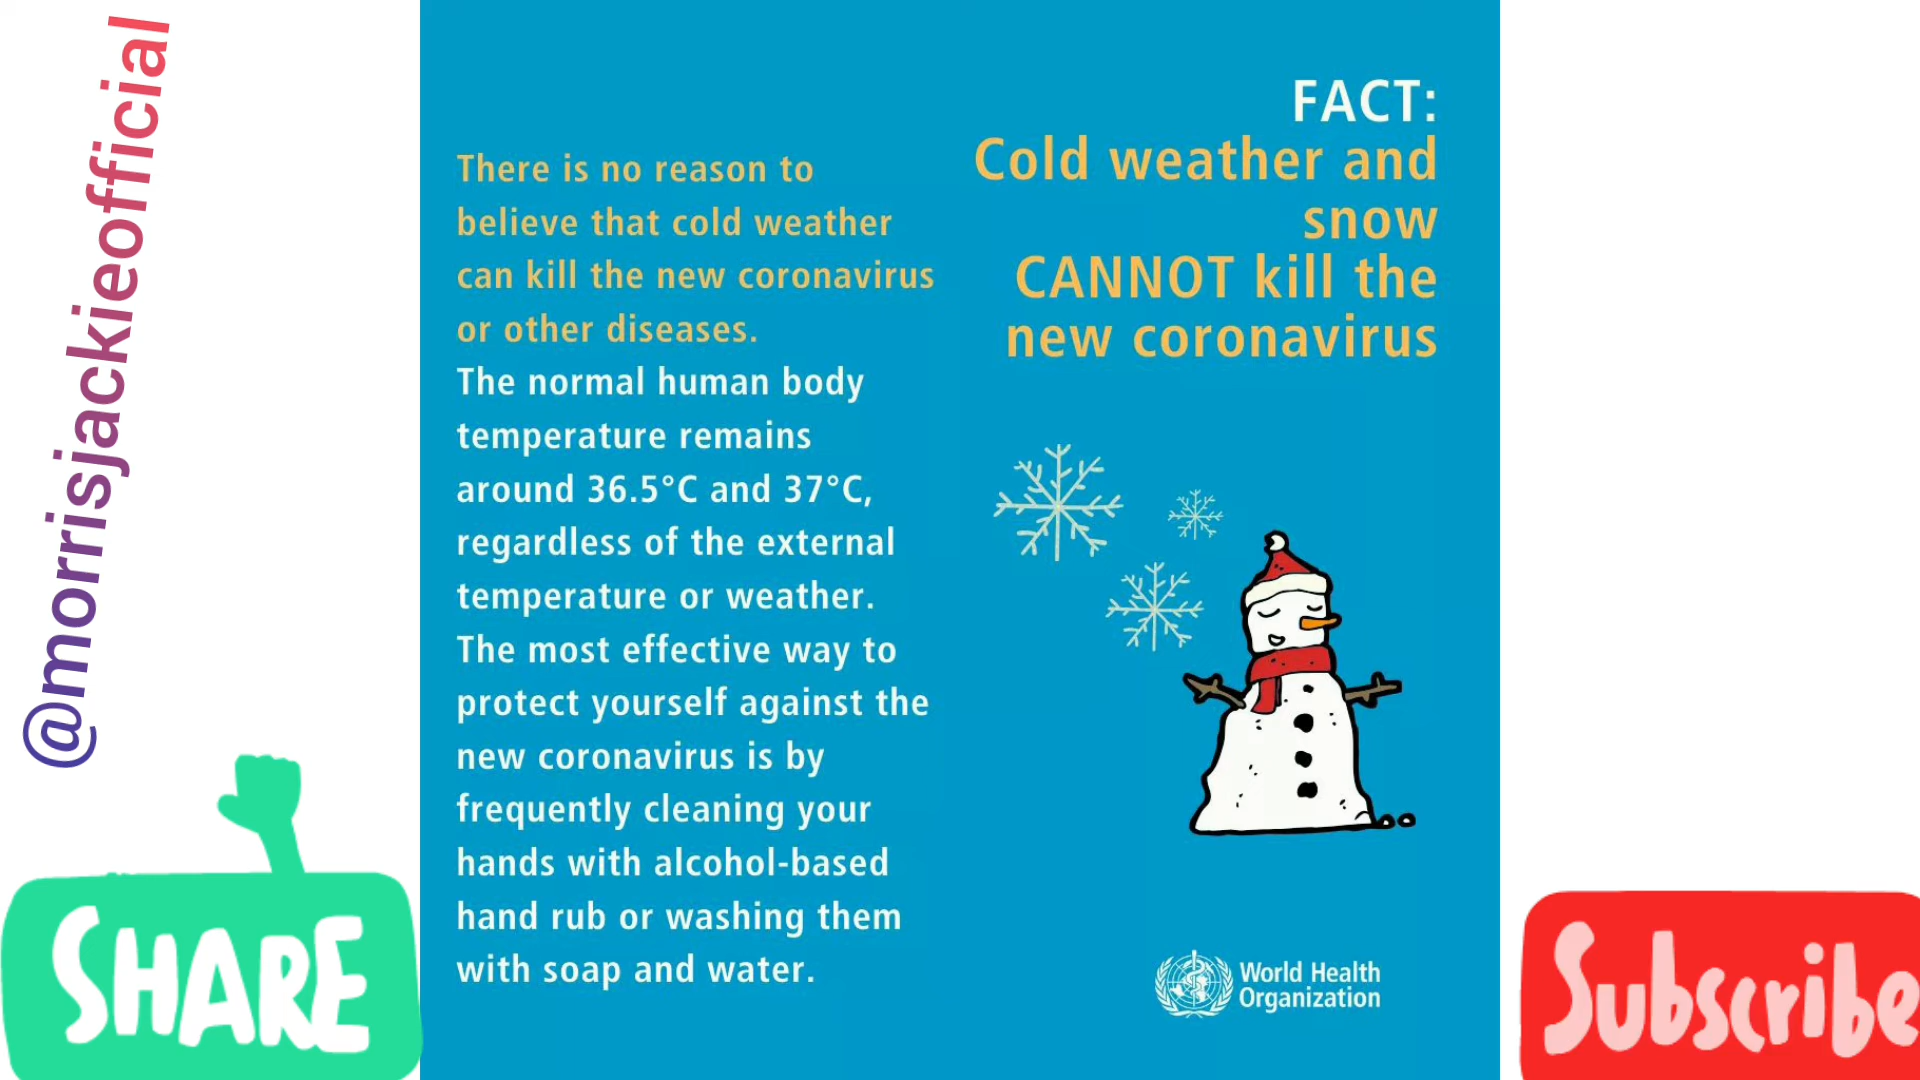 @morrisjackieofficial
There is no reason to
believe that cold weather
can kill the new coronavirus
or other diseases.
The normal human body
temperature remains
around 36.5°C and 37°C,
regardless of the external
temperature or weather.
The most effective way to
protect yourself against the
new coronavirus is by
frequently cleaning your
hands with alcohol-based
hand rub or washing them
with soap and water.
FACT:
Cold weather and
snow
CANNOT kill the
new coronavirus
World Health
Organization
SHARE
Subscribe